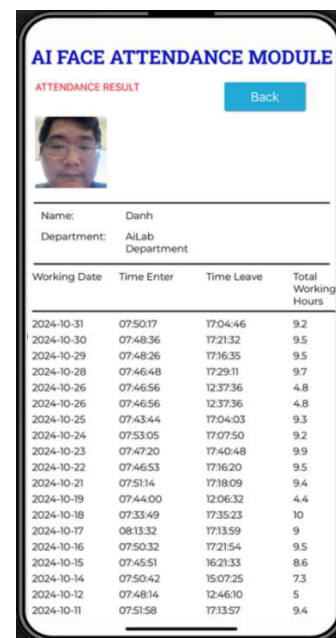 AI FACE ATTENDANCE MODULE
ATTENDANCE RESULT
Back
Name: Danh
Department: AiLab
Department
Working Date Time Enter Time Leave Total
Working
Hours
2024-10-31 07:50:17 17:04:46 9.2
2024-10-30 07:48:36 17:21:32 9.5
2024-10-29 07:48:26 17:16:35 9.5
2024-10-28 07:46:48 17:29:11 9.7
2024-10-26 07:46:56 12:37:36 4.8
2024-10-26 07:46:56 12:37:36 4.8
2024-10-25 07:43:44 17:04:03 9.3
2024-10-24 07:53:05 17:07:50 9.2
2024-10-23 07:47:20 17:40:48 9.9
2024-10-22 07:46:53 17:16:20 9.5
2024-10-21 07:51:14 17:18:09 9.4
2024-10-19 07:44:00 12:06:32 4.4
2024-10-18 07:33:49 17:35:23 10
2024-10-17 08:13:32 17:13:59 9
2024-10-16 07:50:32 17:21:54 9.5
2024-10-15 07:45:51 16:21:33 8.6
2024-10-14 07:50:42 15:07:25 7.3
2024-10-12 07:48:14 12:46:10 5
2024-10-11 07:51:58 17:13:57 9.4